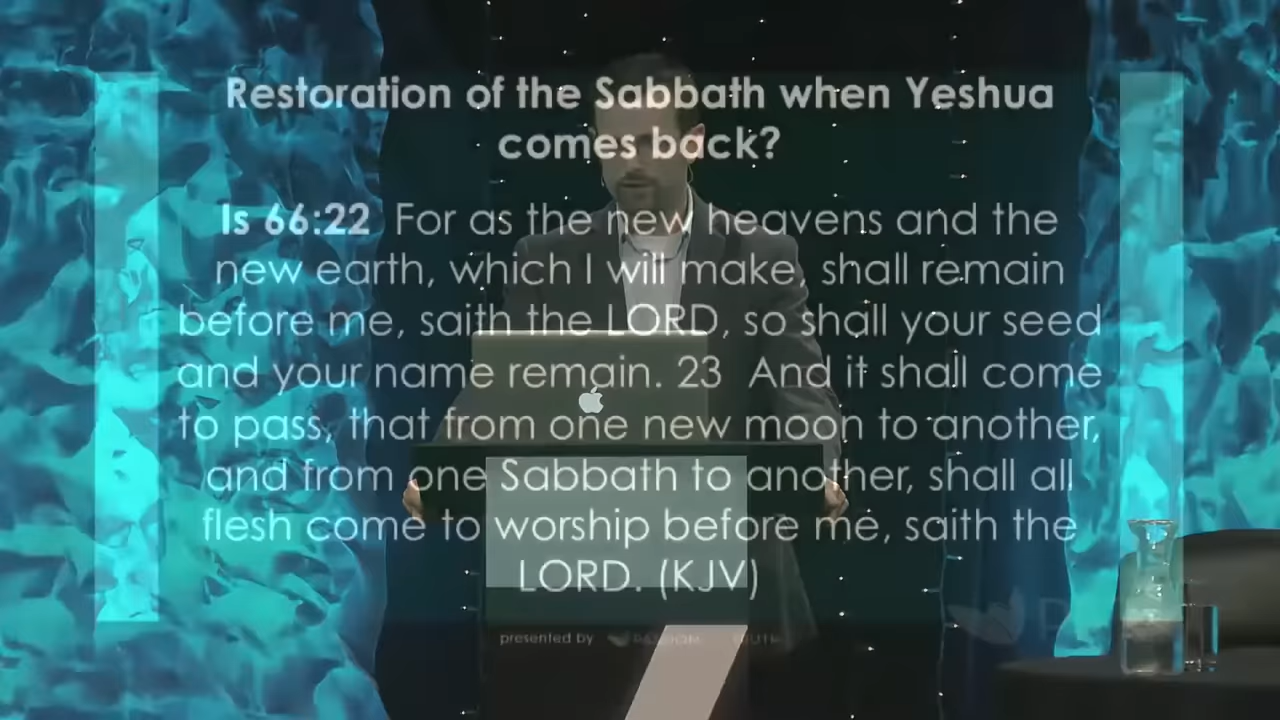 Restoration of the Sabbath when Yeshua
comes back?
Is 66:22 For as the new heavens and the
new earth, which I will make, shall remain
before me, saith the LORD, so shall your seed
and your name remain. 23 And it shall come
to pass, that from one new moon to another,
and from one Sabbath to another, shall all
flesh come to worship before me, saith the
LORD. (KJV)
presented by